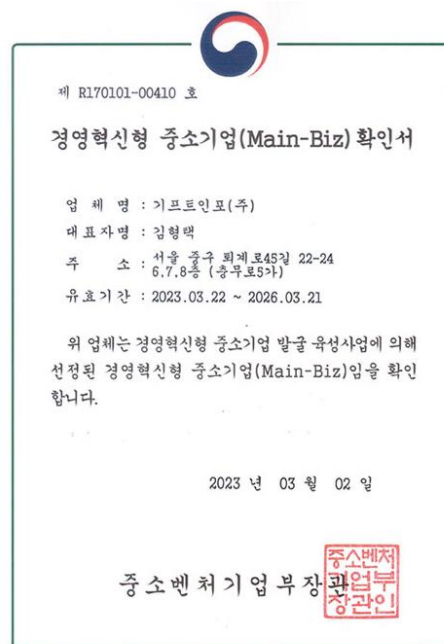 제 R170101-00410 호
경영혁신형 중소기업(Main-Biz)확인서
업 체 명 : 기프트인포(주)
대표자명 : 김형택
주 소 : 서울 중구 퇴계로45길 22-24
6.7.8층 (충무로5가)
유효기간 : 2023.03.22 ~ 2026.03.21
위 업체는 경영혁신형 중소기업 발굴 육성사업에 의해
선정된 경영혁신형 중소기업(Main-Biz)임을 확인
합니다.
2023 년 03 월 02 일
중소벤처기업부장관
중소벤처
기업부
장관인